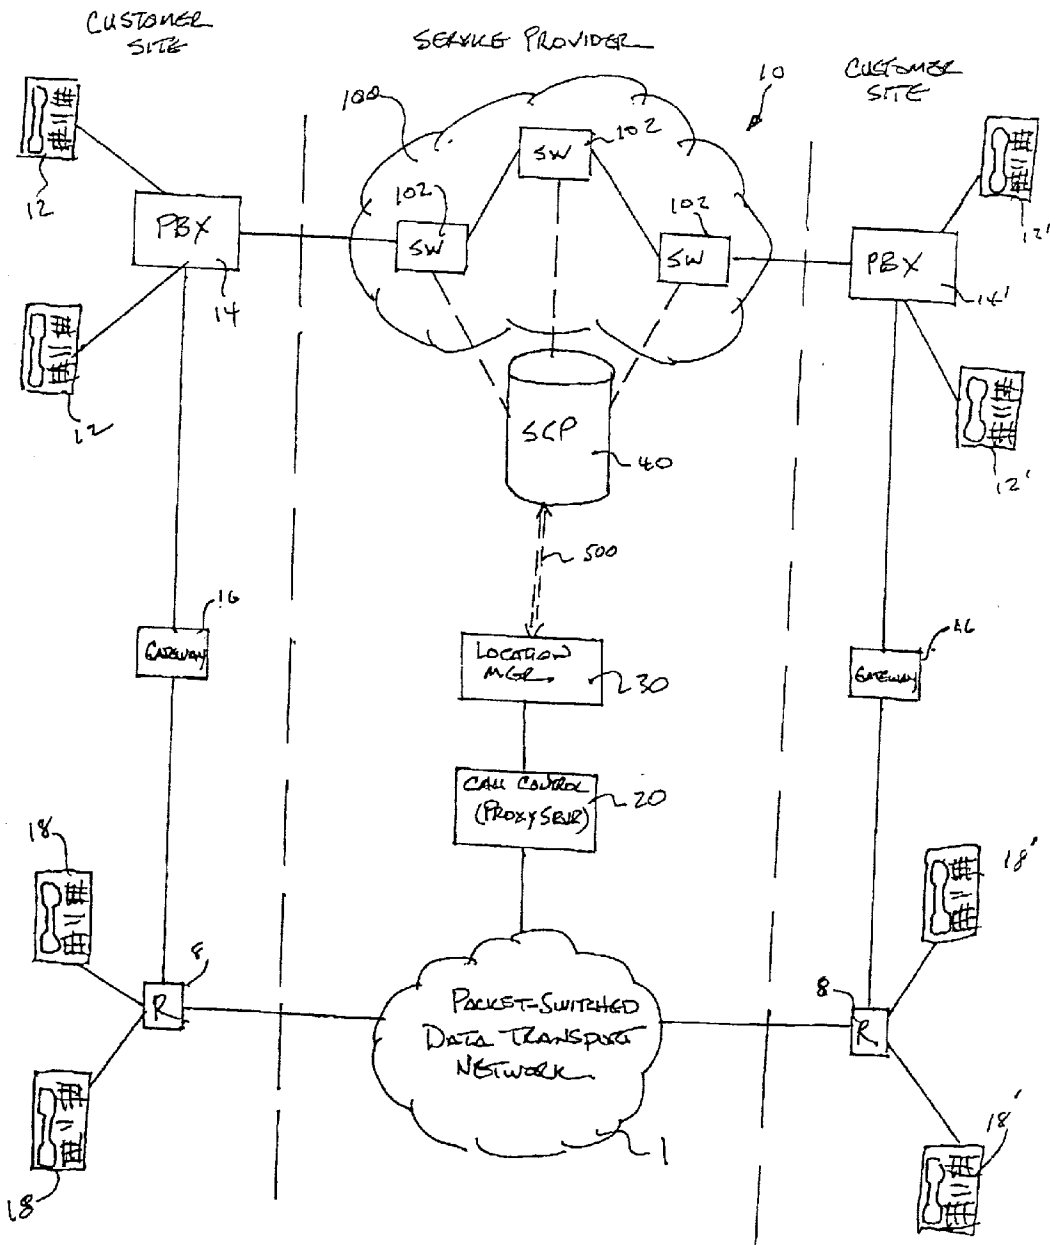 CUSTOMER
SITE
SERVICE PROVIDER
CUSTOMER
SITE
10
100
102
SW
102
SW
102
SW
12
12'
PBX
14
PBX
14'
12
12'
SCP
40
500
16
GATEWAY
LOCATION
MGR.
30
16
GATEWAY
CALL CONTROL
(PROXY SRVR)
20
18
18'
8
R
PACKET-SWITCHED
DATA TRANSPORT
NETWORK
1
8
R
18
18'